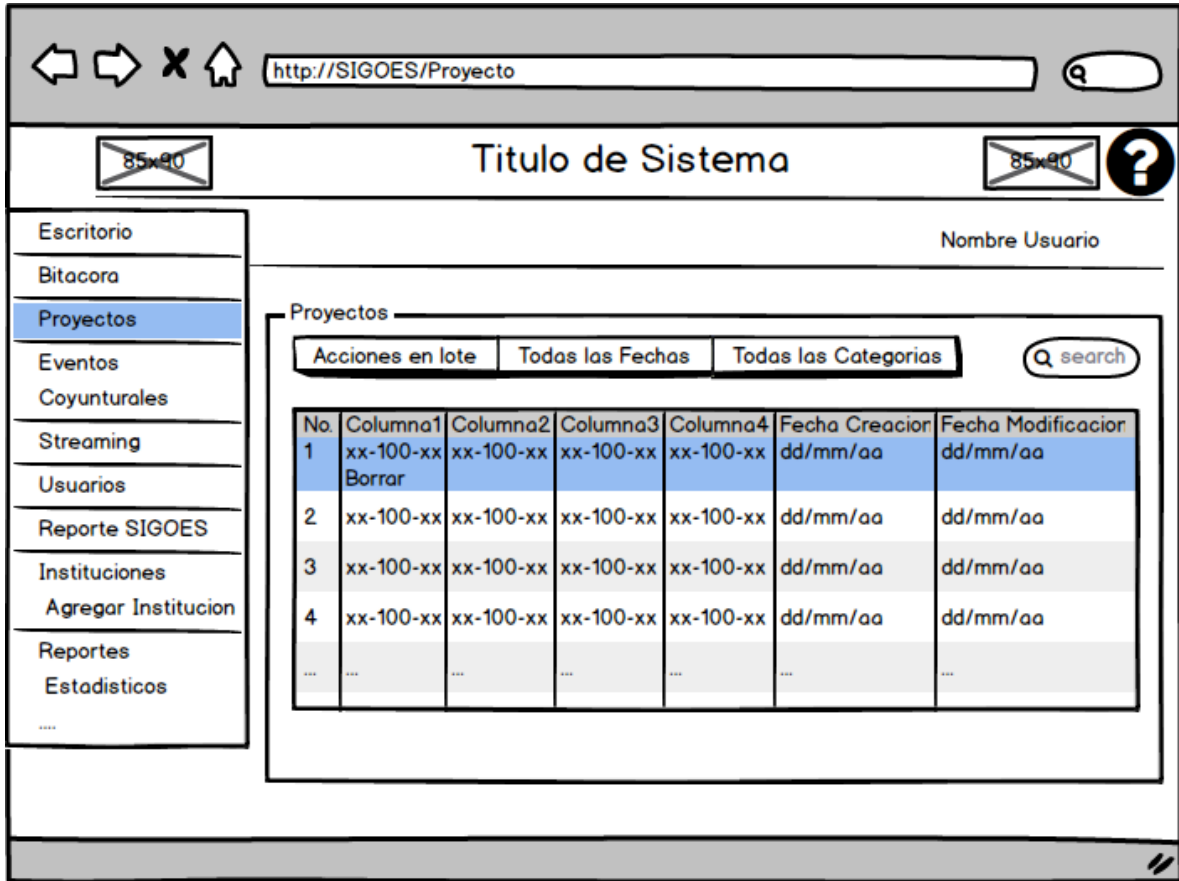 http://SIGOES/Proyecto
85x90
Titulo de Sistema
85x90
?
Nombre Usuario
Escritorio
Bitacora
Proyectos
Eventos
Coyunturales
Streaming
Usuarios
Reporte SIGOES
Instituciones
Agregar Institucion
Reportes
Estadisticos
....
Proyectos
Acciones en lote Todas las Fechas Todas las Categorias search
No. Columna1 Columna2 Columna3 Columna4 Fecha Creacion Fecha Modificacion
1 xx-100-xx xx-100-xx xx-100-xx xx-100-xx dd/mm/aa dd/mm/aa
Borrar
2 xx-100-xx xx-100-xx xx-100-xx xx-100-xx dd/mm/aa dd/mm/aa
3 xx-100-xx xx-100-xx xx-100-xx xx-100-xx dd/mm/aa dd/mm/aa
4 xx-100-xx xx-100-xx xx-100-xx xx-100-xx dd/mm/aa dd/mm/aa
... ... ... ... ... ... ...